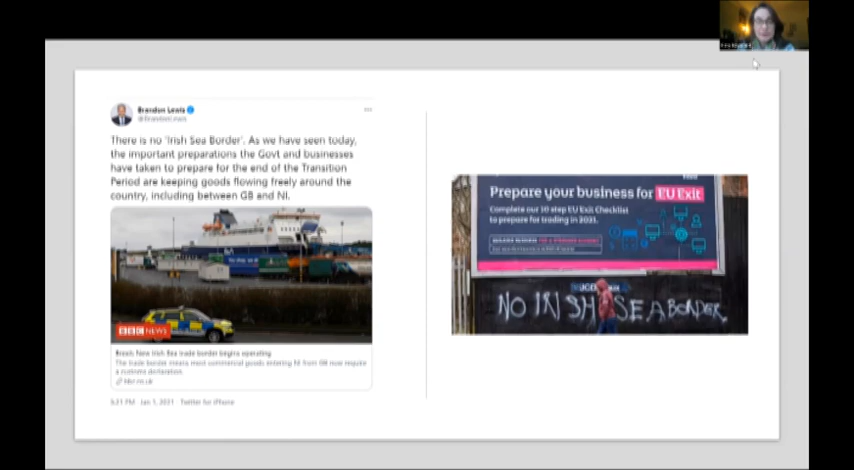 Brandon Lewis
@BrandonLewis
There is no 'Irish Sea Border'. As we have seen today,
the important preparations the Govt and businesses
have taken to prepare for the end of the Transition
Period are keeping goods flowing freely around the
country, including between GB and NI.
BBC NEWS
Brexit: New Irish Sea trade border begins operating
The trade border means most commercial goods entering NI from GB now require
a customs declaration.
bbc.co.uk
5:21 PM · Jan 1, 2021 · Twitter for iPhone
Prepare your business for EU Exit
Complete our 10 step EU Exit Checklist
to prepare for trading in 2021.
NO IRISH SEA BORDER